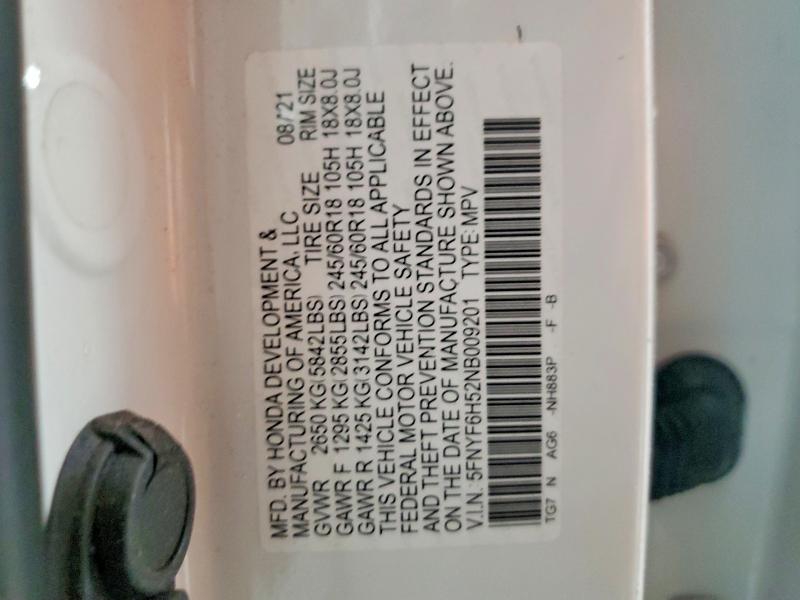 MFD. BY HONDA DEVELOPMENT &
MANUFACTURING OF AMERICA, LLC 08/21
GVWR 2650 KG(5842LBS) TIRE SIZE RIM SIZE
GAWR F 1295 KG(2855LBS) 245/60R18 105H 18X8.0J
GAWR R 1425 KG(3142LBS) 245/60R18 105H 18X8.0J
THIS VEHICLE CONFORMS TO ALL APPLICABLE
FEDERAL MOTOR VEHICLE SAFETY
AND THEFT PREVENTION STANDARDS IN EFFECT
ON THE DATE OF MANUFACTURE SHOWN ABOVE.
V.I.N.: 5FNYF6H52NB009201 TYPE: MPV
TG7 N AG6 -NH883P -F -B